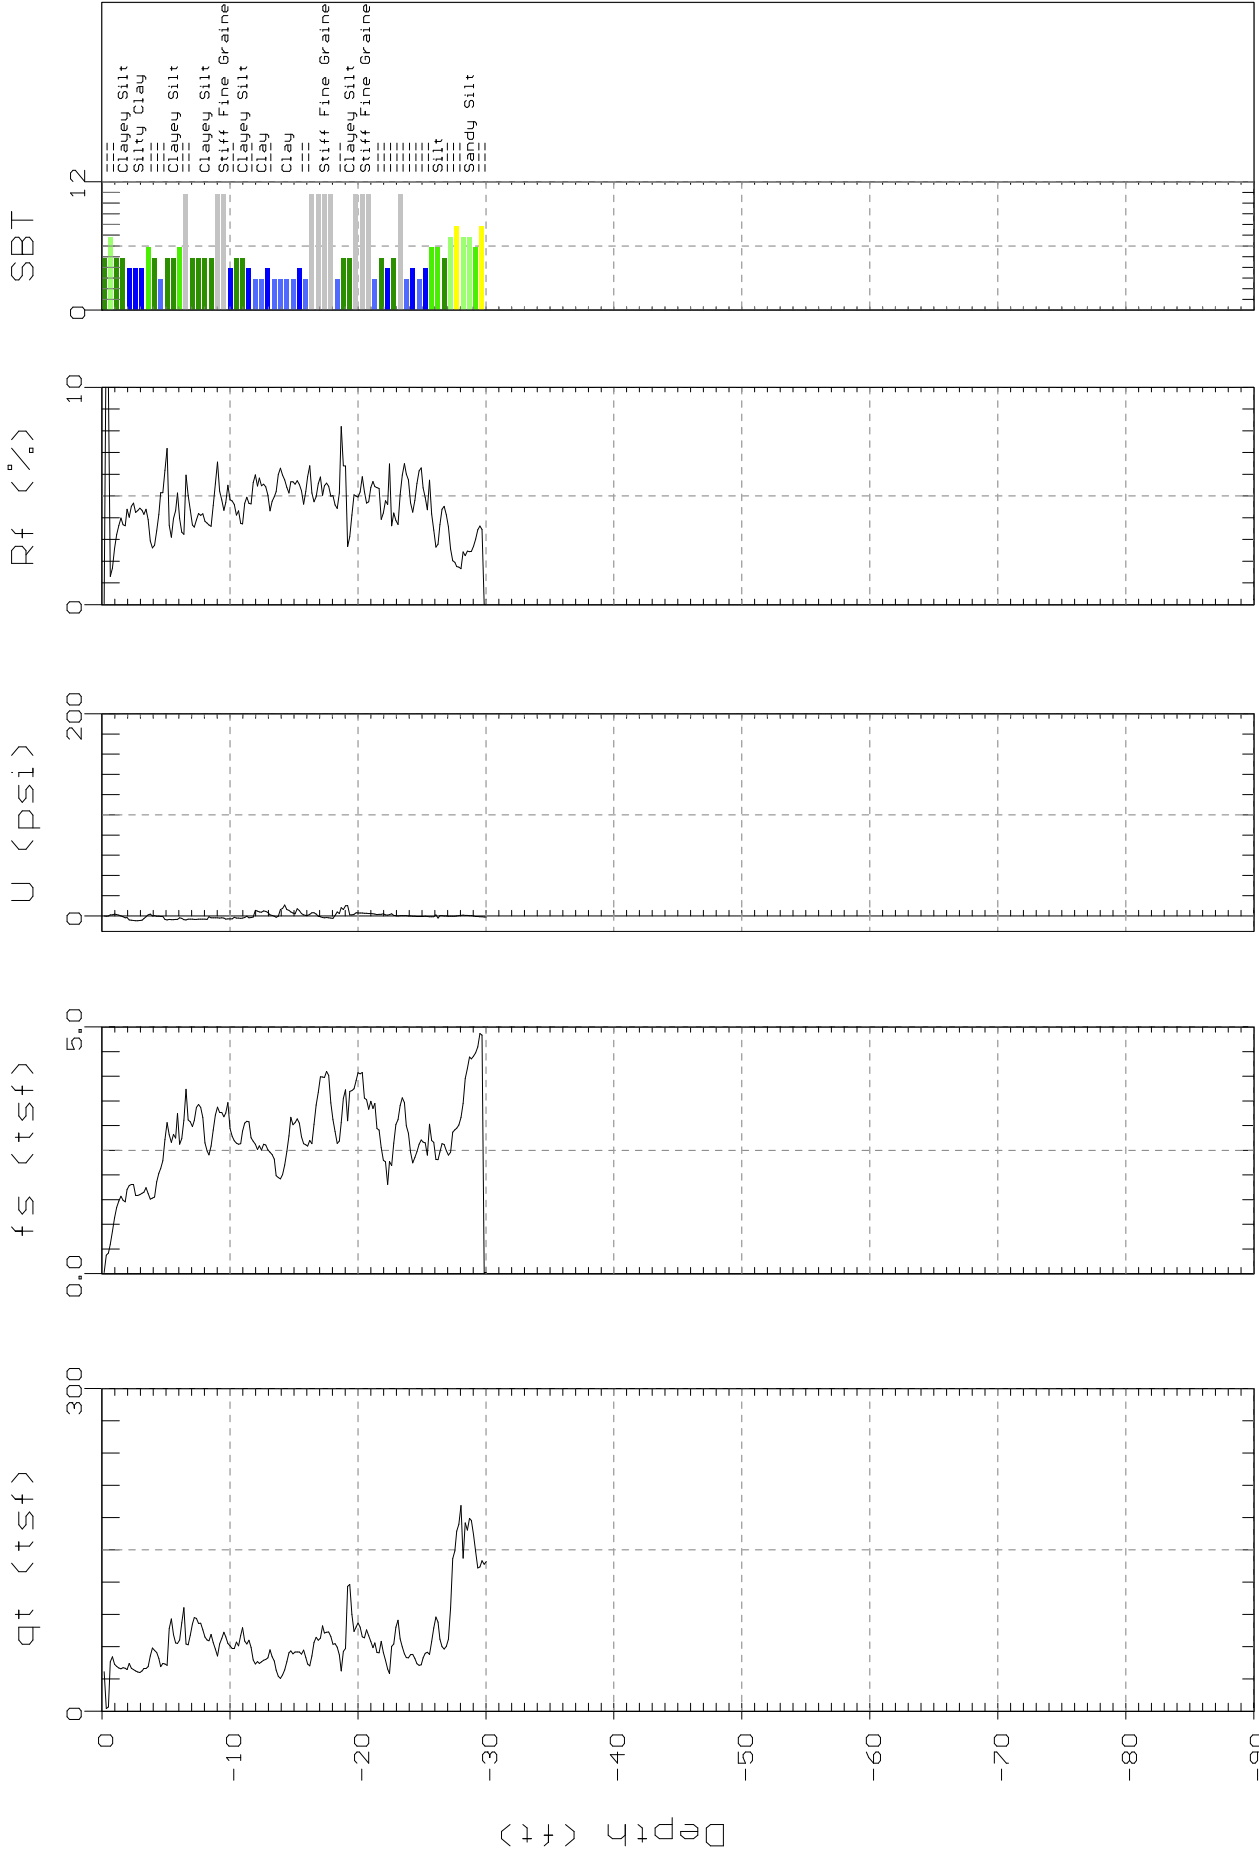 qt (tsf)
0
300
fs (tsf)
0.0
5.0
U (psi)
0
200
Rf (%)
0
10
SBT
0
12
Depth (ft)
0
-10
-20
-30
-40
-50
-60
-70
-80
-90
Clayey Silt
Silty Clay
Clayey Silt
Clayey Silt
Stiff Fine Graine
Clayey Silt
Clay
Clay
Stiff Fine Graine
Clayey Silt
Stiff Fine Graine
Silt
Sandy Silt